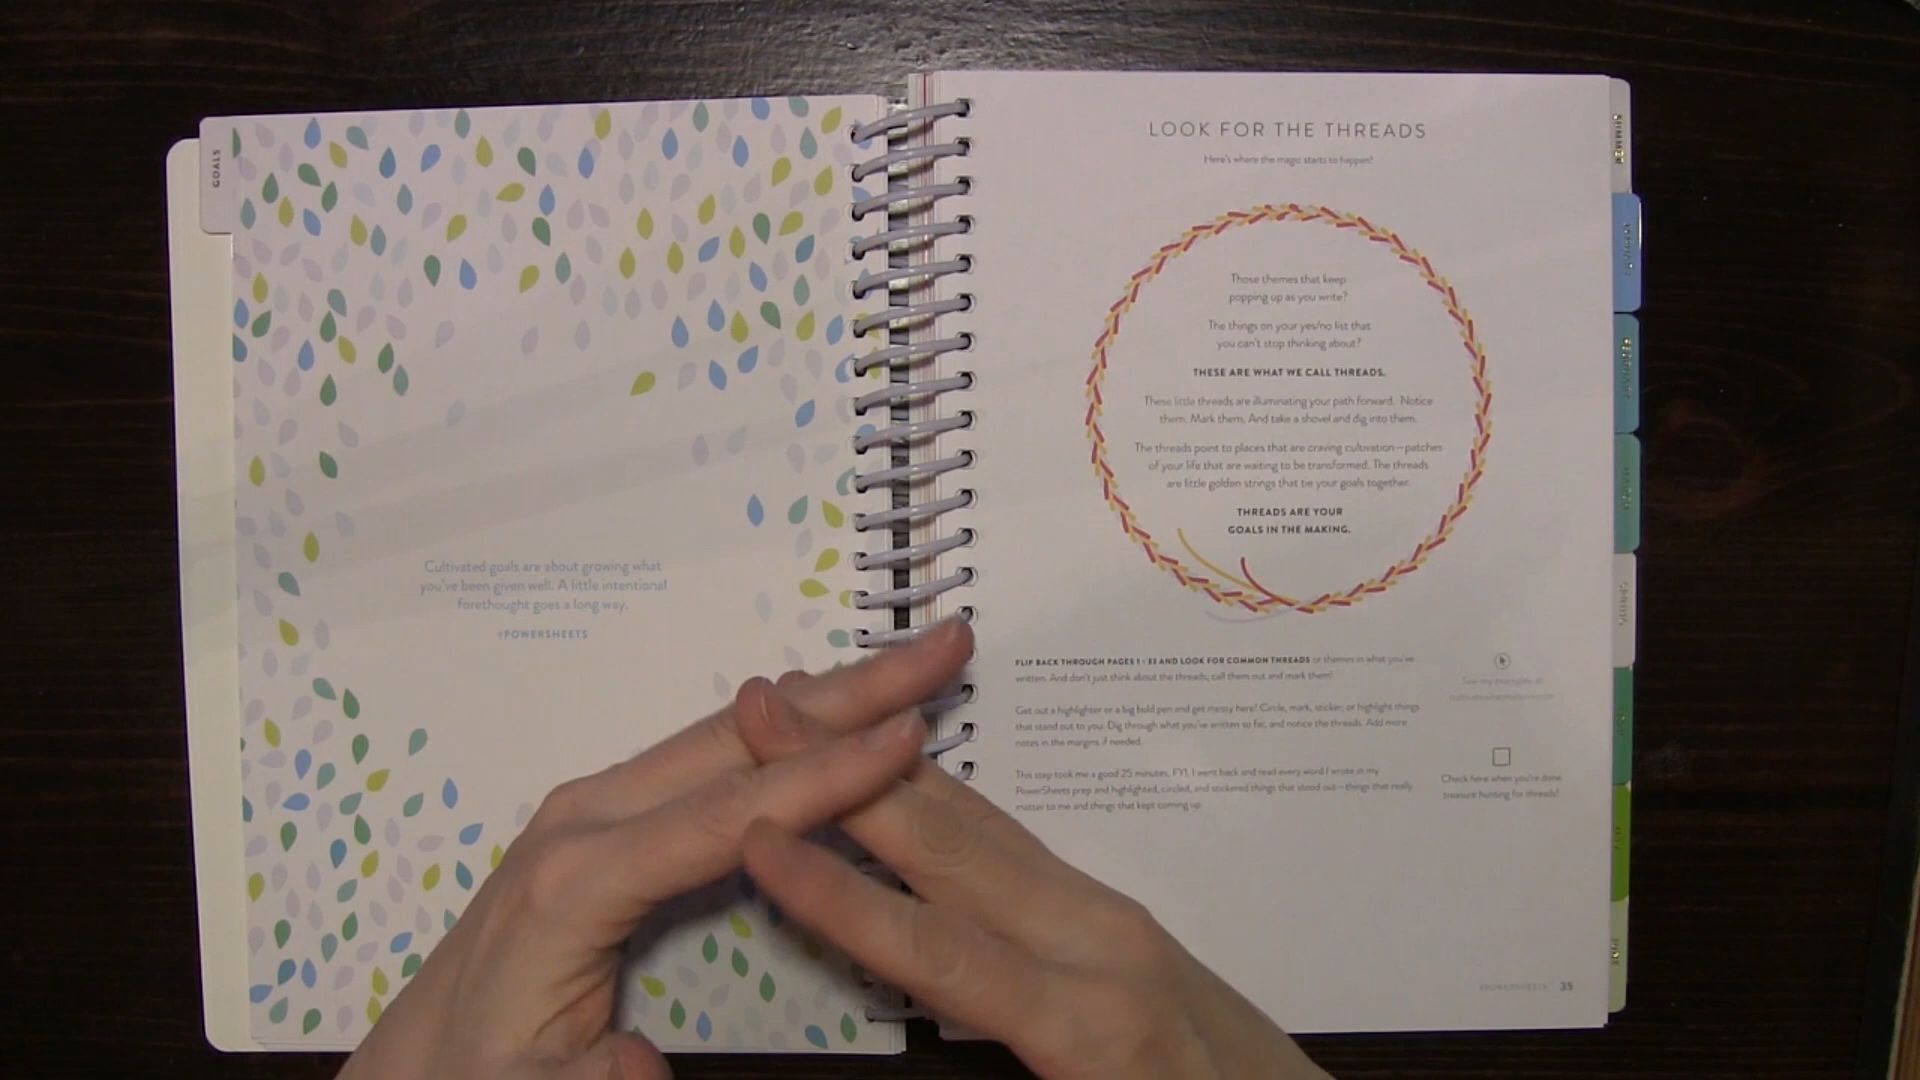 GOALS
Cultivated goals are about growing what
you've been given well. A little intentional
forethought goes a long way.
#POWERSHEETS
LOOK FOR THE THREADS
Here's where the magic starts to happen!
Those themes that keep
popping up as you write?
The things on your yes/no list that
you can't stop thinking about?
THESE ARE WHAT WE CALL THREADS.
These little threads are illuminating your path forward. Notice
them. Mark them. And take a shovel and dig into them.
The threads point to places that are craving cultivation—patches
of your life that are waiting to be transformed. The threads
are little golden strings that tie your goals together.
THREADS ARE YOUR
GOALS IN THE MAKING.
FLIP BACK THROUGH PAGES 1 - 33 AND LOOK FOR COMMON THREADS or themes in what you've
written. And don't just think about the threads; call them out and mark them!
Get out a highlighter or a big bold pen and get messy here! Circle, mark, sticker, or highlight things
that stand out to you. Dig through what you've written so far, and notice the threads. Add more
notes in the margins if needed.
This step took me a good 25 minutes, FYI. I went back and read every word I wrote in my
PowerSheets prep and highlighted, circled, and stickered things that stood out—things that really
matter to me and things that kept coming up.
See my example at
Check here when you're done
treasure hunting for threads!
#POWERSHEETS 35